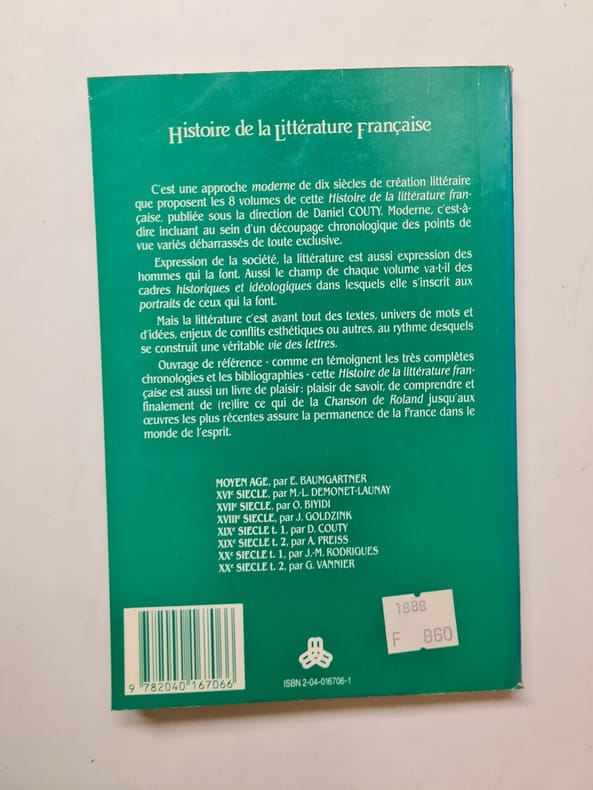 Histoire de la Littérature Française
C'est une approche moderne de dix siècles de création littéraire
que proposent les 8 volumes de cette Histoire de la littérature fran-
çaise, publiée sous la direction de Daniel COUTY. Moderne, c'est-à-
dire incluant au sein d'un découpage chronologique des points de
vue variés débarrassés de toute exclusive.
Expression de la société, la littérature est aussi expression des
hommes qui la font. Aussi le champ de chaque volume va-t-il des
cadres historiques et idéologiques dans lesquels elle s'inscrit aux
portraits de ceux qui la font.
Mais la littérature c'est avant tout des textes, univers de mots et
d'idées, enjeux de conflits esthétiques ou autres, au rythme desquels
se construit une véritable vie des lettres.
Ouvrage de référence - comme en témoignent les très complètes
chronologies et les bibliographies - cette Histoire de la littérature fran-
çaise est aussi un livre de plaisir : plaisir de savoir, de comprendre et
finalement de (re)lire ce qui de la Chanson de Roland jusqu'aux
œuvres les plus récentes assure la permanence de la France dans le
monde de l'esprit.
MOYEN AGE, par E. BAUMGARTNER
XVIe SIECLE, par M.-L. DEMONET-LAUNAY
XVIIe SIECLE, par O. BIYIDI
XVIIIe SIECLE, par J. GOLDZINK
XIXe SIECLE t. 1, par D. COUTY
XIXe SIECLE t. 2, par A. PREISS
XXe SIECLE t. 1, par J.-M. RODRIGUES
XXe SIECLE t. 2, par G. VANNIER
1888
F 860
9 782040 167066
ISBN 2-04-016706-1